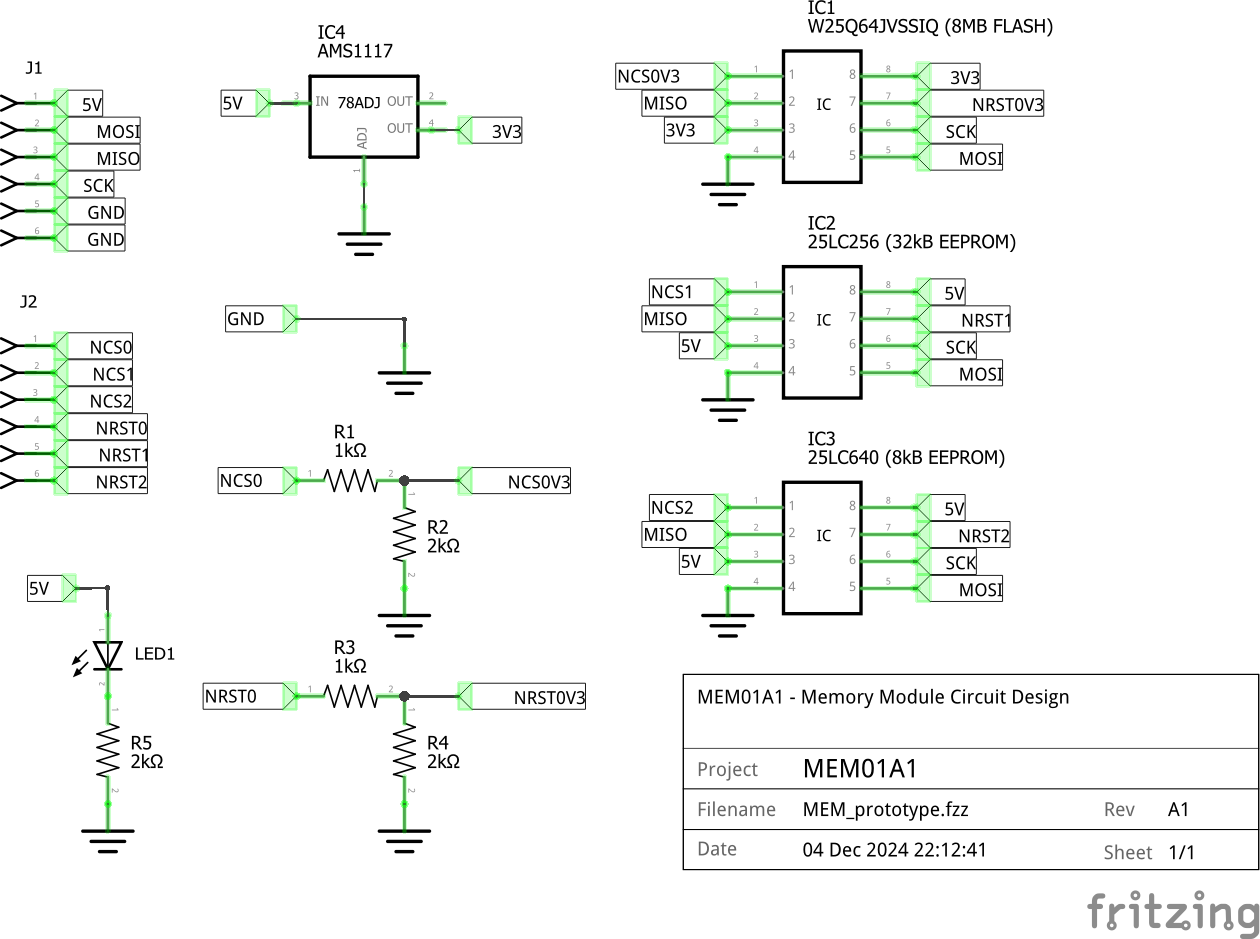 J1
1
5V
2
MOSI
3
MISO
4
SCK
5
GND
6
GND
J2
1
NCS0
2
NCS1
3
NCS2
4
NRST0
5
NRST1
6
NRST2
5V
1
LED1
2
1
R5
2kΩ
2
IC4
AMS1117
5V
3
IN
78ADJ
OUT
2
OUT
4
3V3
ADJ
1
GND
R1
1kΩ
NCS0
1
2
NCS0V3
1
R2
2kΩ
2
R3
1kΩ
NRST0
1
2
NRST0V3
1
R4
2kΩ
2
IC1
W25Q64JVSSIQ (8MB FLASH)
NCS0V3 1 1 8 8 3V3
MISO 2 2 IC 7 7 NRST0V3
3V3 3 3 6 6 SCK
4 4 5 5 MOSI
IC2
25LC256 (32kB EEPROM)
NCS1 1 1 8 8 5V
MISO 2 2 IC 7 7 NRST1
5V 3 3 6 6 SCK
4 4 5 5 MOSI
IC3
25LC640 (8kB EEPROM)
NCS2 1 1 8 8 5V
MISO 2 2 IC 7 7 NRST2
5V 3 3 6 6 SCK
4 4 5 5 MOSI
MEM01A1 - Memory Module Circuit Design
Project MEM01A1
Filename MEM_prototype.fzz Rev A1
Date 04 Dec 2024 22:12:41 Sheet 1/1
fritzing